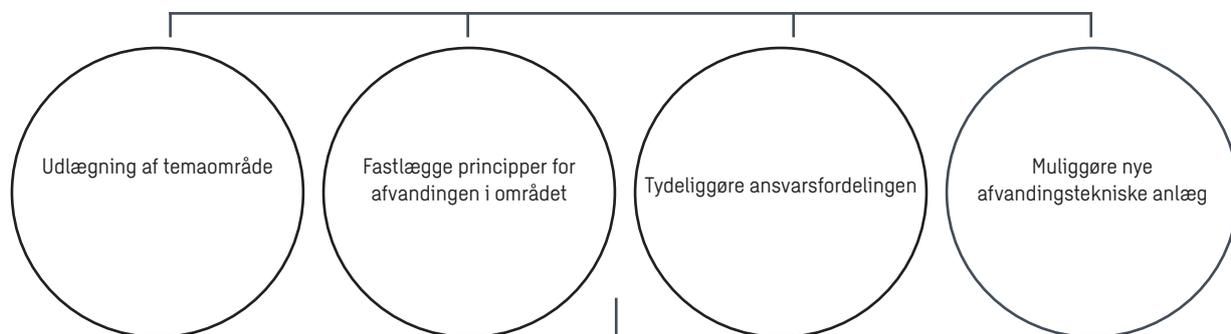 Udlægning af temaområde
Fastlægge principper for
afvandingen i området
Tydeliggøre ansvarsfordelingen
Muliggøre nye
afvandingstekniske anlæg